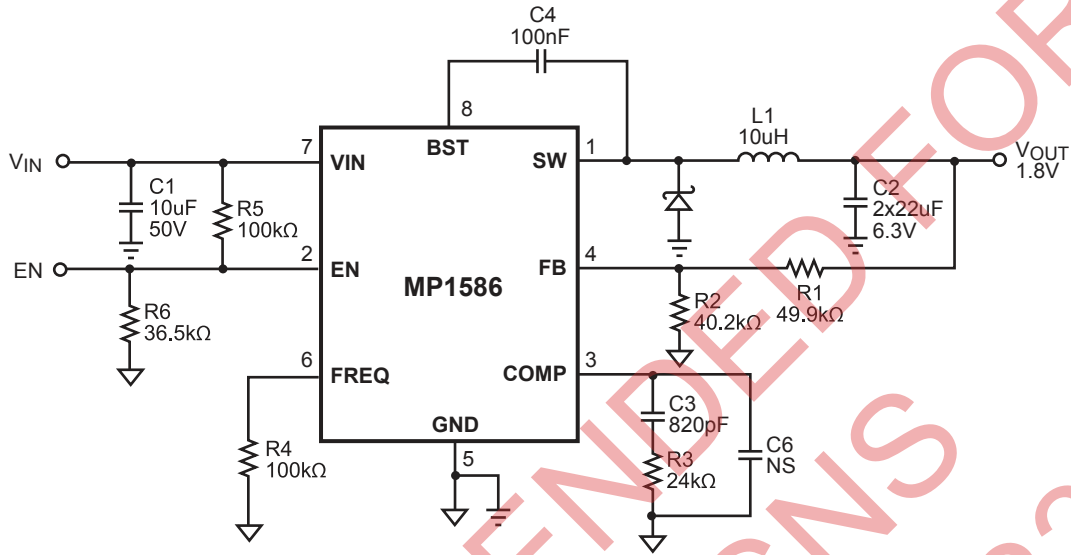 C4
100nF
8
BST
VIN
7
VIN
C1
10uF
50V
R5
100kΩ
SW
1
L1
10uH
VOUT
1.8V
C2
2x22uF
6.3V
EN
2
EN
FB
4
MP1586
R1
49.9kΩ
R2
40.2kΩ
R6
36.5kΩ
6
FREQ
COMP
3
C3
820pF
C6
NS
R3
24kΩ
R4
100kΩ
GND
5